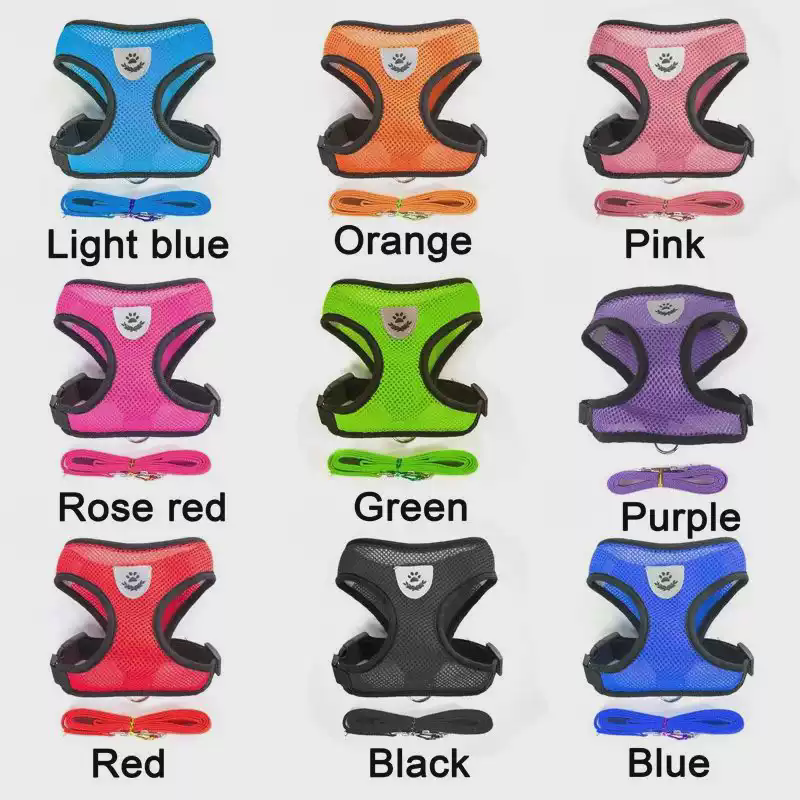 Light blue
Orange
Pink
Rose red
Green
Purple
Red
Black
Blue